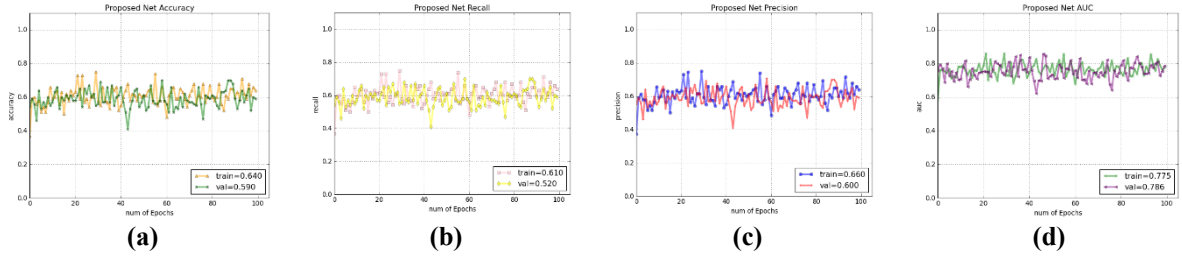 Proposed Net Accuracy
1.0
0.8
0.6
0.4
0.2
0.0
accuracy
train=0.640
val=0.590
0 20 40 60 80 100
num of Epochs
(a)
Proposed Net Recall
1.0
0.8
0.6
0.4
0.2
0.0
recall
train=0.610
val=0.520
0 20 40 60 80 100
num of Epochs
(b)
Proposed Net Precision
1.0
0.8
0.6
0.4
0.2
0.0
precision
train=0.660
val=0.600
0 20 40 60 80 100
num of Epochs
(c)
Proposed Net AUC
1.0
0.8
0.6
0.4
0.2
0.0
auc
train=0.775
val=0.786
0 20 40 60 80 100
num of Epochs
(d)